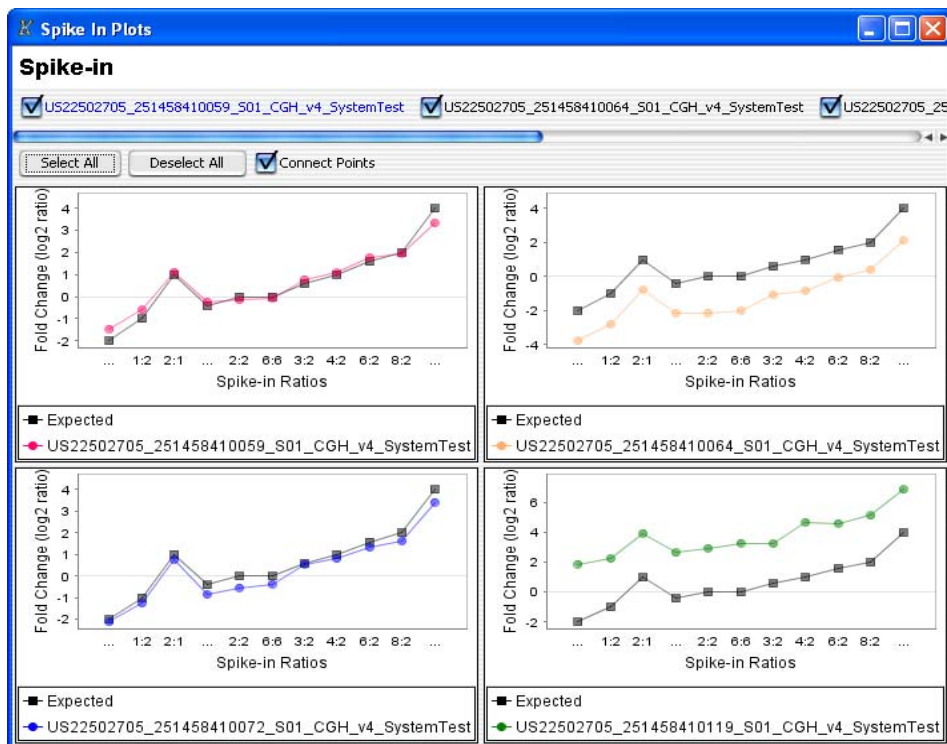 Spike In Plots
Spike-in
US22502705_251458410059_S01_CGH_v4_SystemTest US22502705_251458410064_S01_CGH_v4_SystemTest US22502705_25
Select All Deselect All Connect Points
Fold Change (log2 ratio)
4
3
2
1
0
-1
-2
... 1:2 2:1 ... 2:2 6:6 3:2 4:2 6:2 8:2 ...
Spike-in Ratios
Expected
US22502705_251458410059_S01_CGH_v4_SystemTest
Fold Change (log2 ratio)
4
2
0
-2
-4
... 1:2 2:1 ... 2:2 6:6 3:2 4:2 6:2 8:2 ...
Spike-in Ratios
Expected
US22502705_251458410064_S01_CGH_v4_SystemTest
Fold Change (log2 ratio)
4
3
2
1
0
-1
-2
... 1:2 2:1 ... 2:2 6:6 3:2 4:2 6:2 8:2 ...
Spike-in Ratios
Expected
US22502705_251458410072_S01_CGH_v4_SystemTest
Fold Change (log2 ratio)
6
4
2
0
-2
... 1:2 2:1 ... 2:2 6:6 3:2 4:2 6:2 8:2 ...
Spike-in Ratios
Expected
US22502705_251458410119_S01_CGH_v4_SystemTest